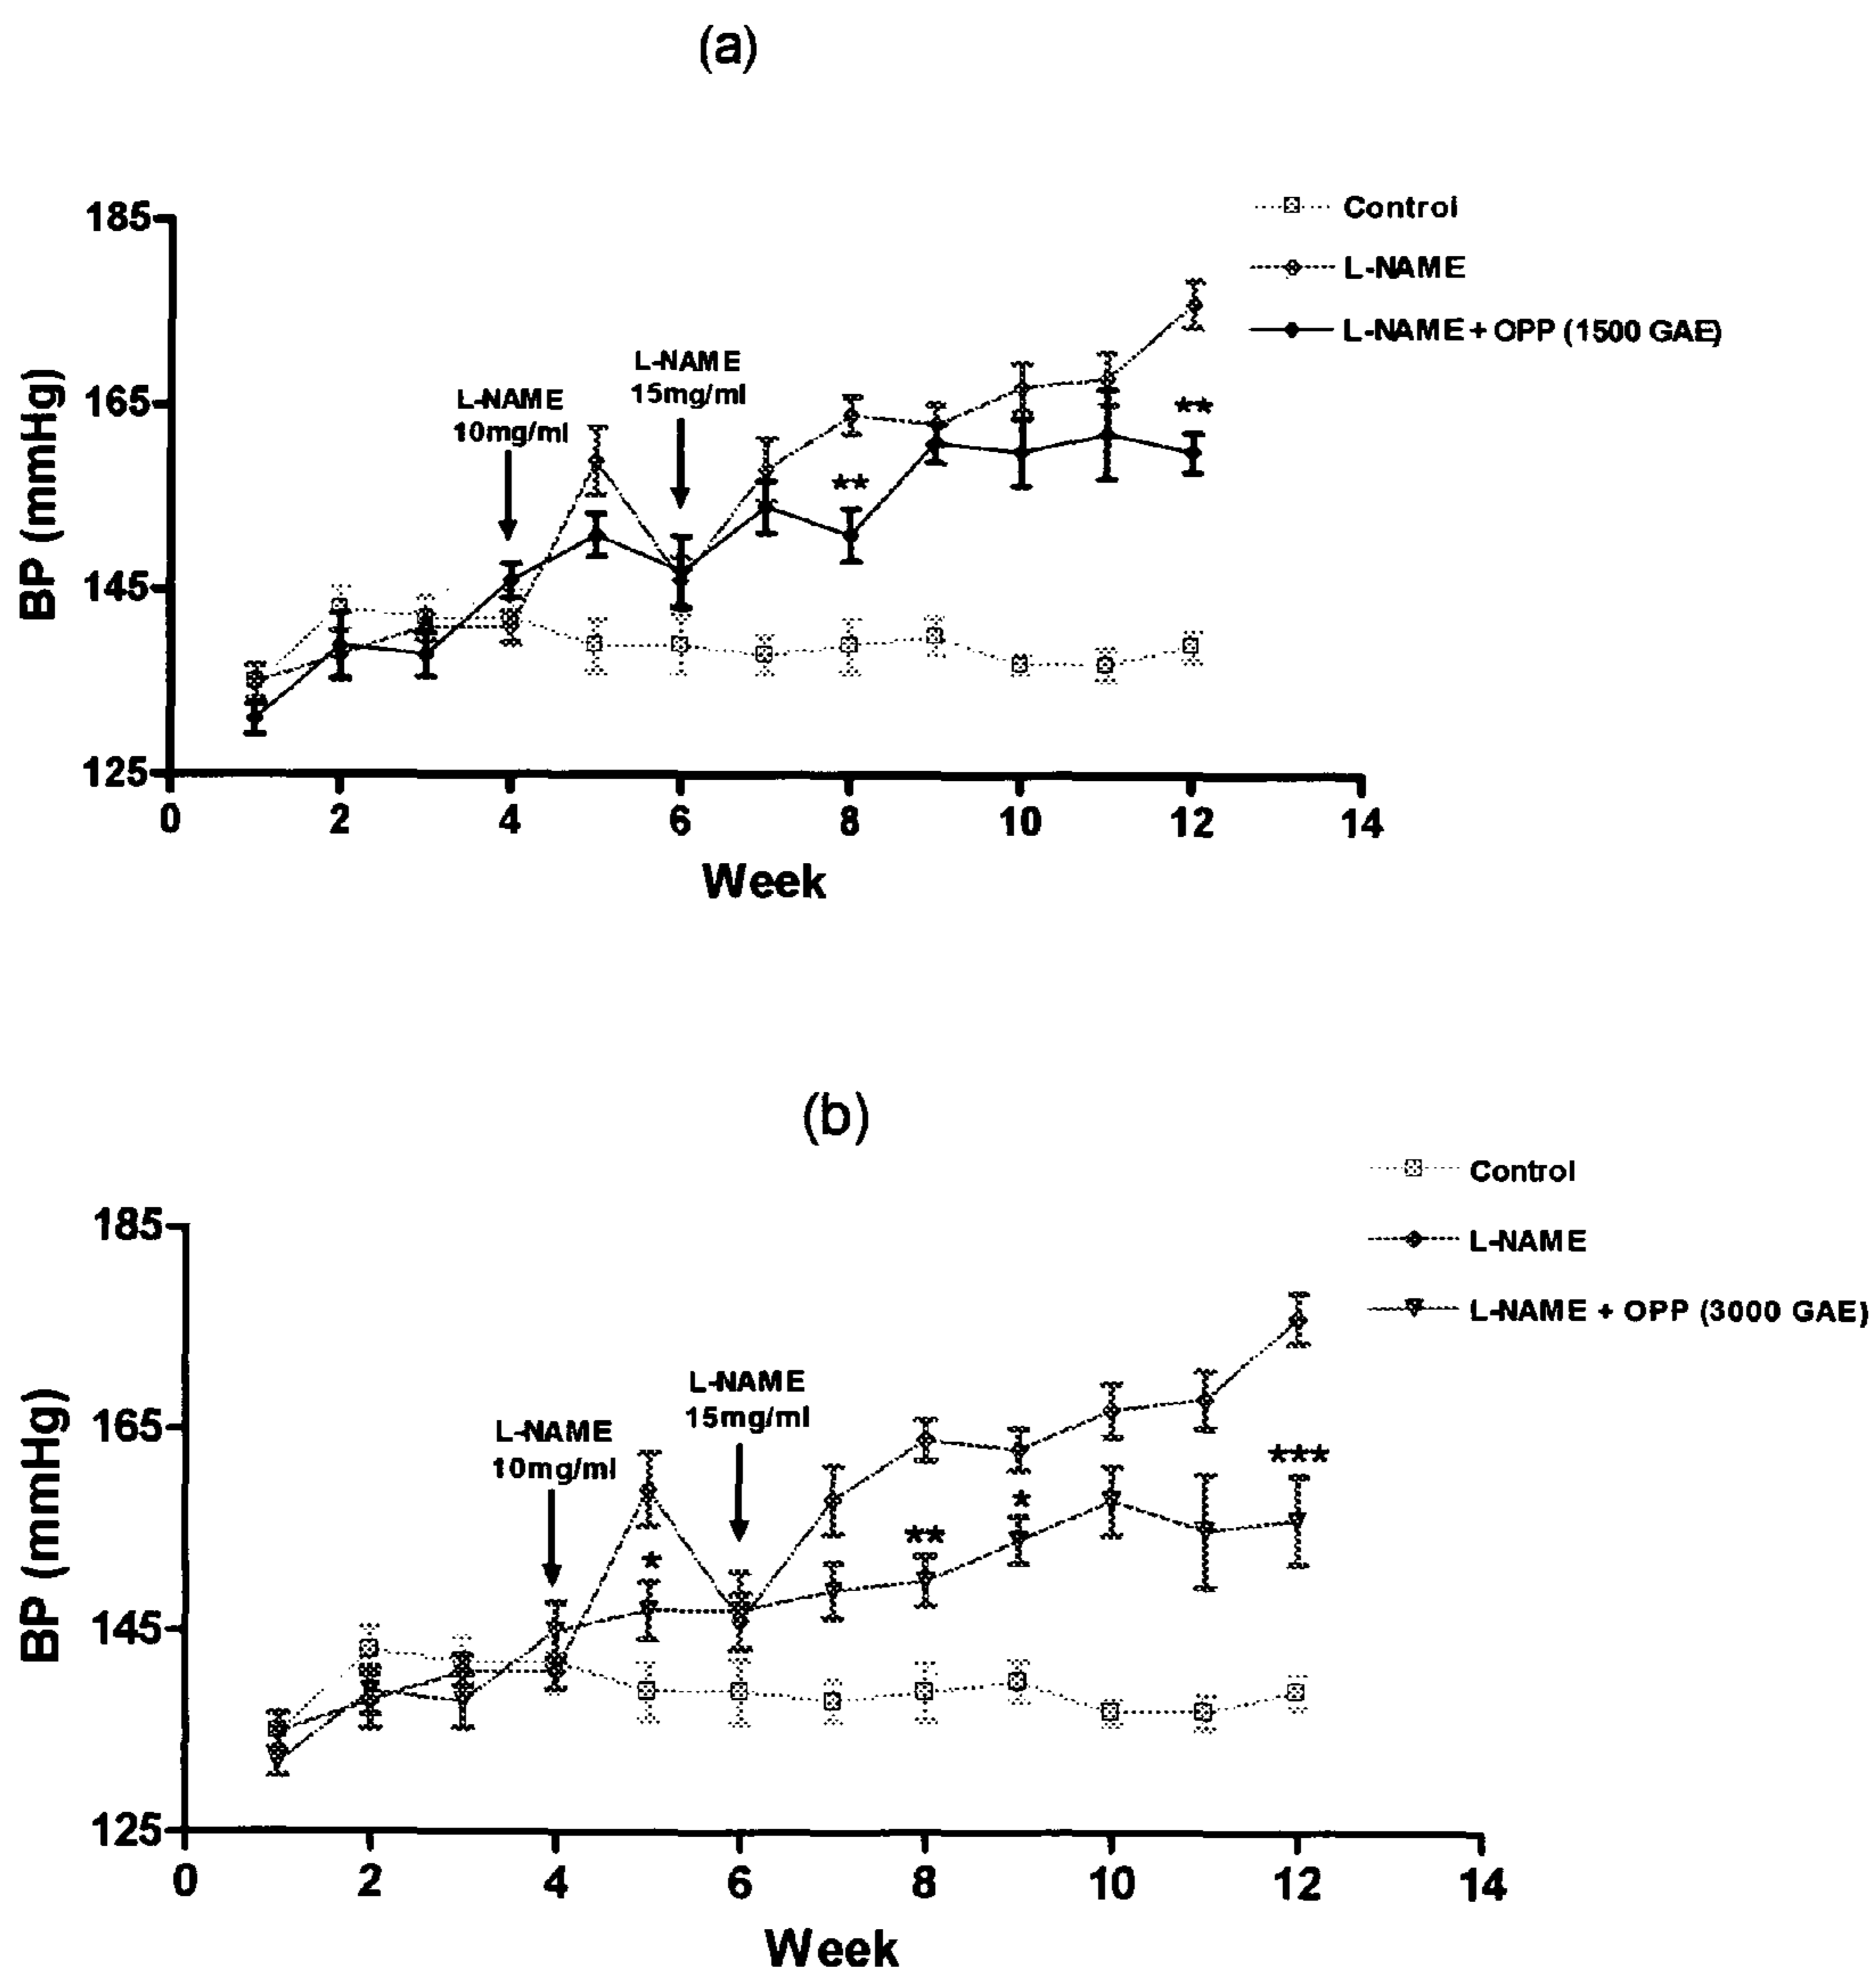 (a)
185
165
145
125
BP (mmHg)
L-NAME
10mg/ml
L-NAME
15mg/ml
**
**
Control
L-NAME
L-NAME + OPP (1500 GAE)
0 2 4 6 8 10 12 14
Week
(b)
185
165
145
125
BP (mmHg)
L-NAME
10mg/ml
L-NAME
15mg/ml
*
**
*
***
Control
L-NAME
L-NAME + OPP (3000 GAE)
0 2 4 6 8 10 12 14
Week